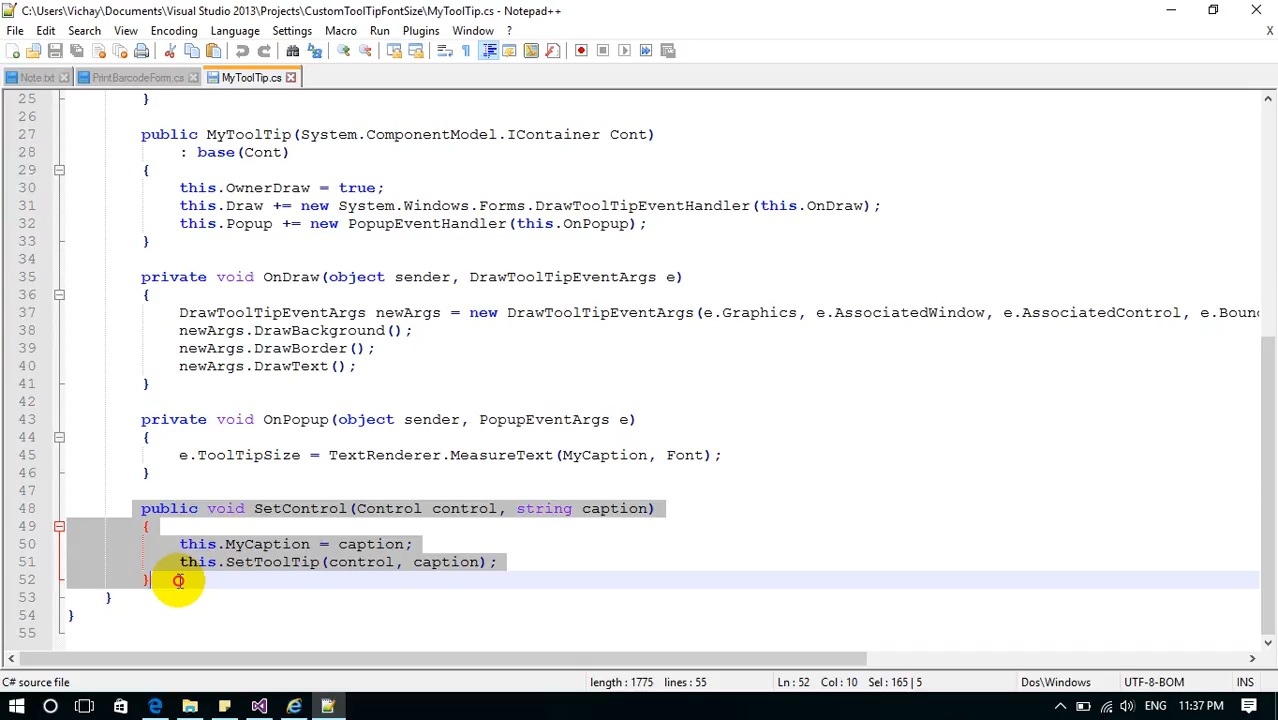 C:\Users\Vichay\Documents\Visual Studio 2013\Projects\CustomToolTipFontSize\MyToolTip.cs - Notepad++
File Edit Search View Encoding Language Settings Macro Run Plugins Window ? X
Note.txt PrintBarcodeForm.cs MyToolTip.cs
25 }
26
27 public MyToolTip(System.ComponentModel.IContainer Cont)
28 : base(Cont)
29 {
30 this.OwnerDraw = true;
31 this.Draw += new System.Windows.Forms.DrawToolTipEventHandler(this.OnDraw);
32 this.Popup += new PopupEventHandler(this.OnPopup);
33 }
34
35 private void OnDraw(object sender, DrawToolTipEventArgs e)
36 {
37 DrawToolTipEventArgs newArgs = new DrawToolTipEventArgs(e.Graphics, e.AssociatedWindow, e.AssociatedControl, e.Boun
38 newArgs.DrawBackground();
39 newArgs.DrawBorder();
40 newArgs.DrawText();
41 }
42
43 private void OnPopup(object sender, PopupEventArgs e)
44 {
45 e.ToolTipSize = TextRenderer.MeasureText(MyCaption, Font);
46 }
47
48 public void SetControl(Control control, string caption)
49 {
50 this.MyCaption = caption;
51 this.SetToolTip(control, caption);
52 }
53 }
54 }
55
C# source file length : 1775 lines : 55 Ln : 52 Col : 10 Sel : 165 | 5 Dos\Windows UTF-8-BOM INS
ENG 11:37 PM